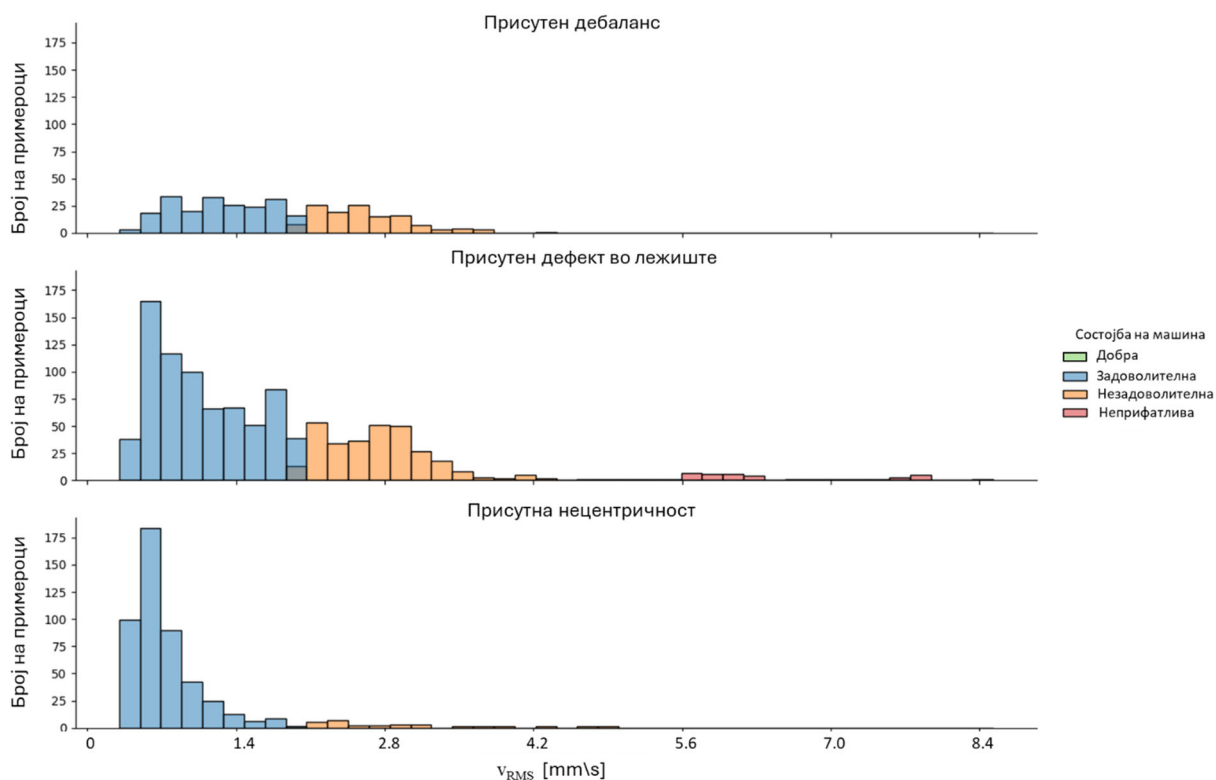 Присутен дебаланс
Број на примероци
175
150
125
100
75
50
25
0
Присутен дефект во лежиште
Број на примероци
175
150
125
100
75
50
25
0
Состојба на машина
Добра
Задоволителна
Незадоволителна
Неприфатлива
Присутна нецентричност
Број на примероци
175
150
125
100
75
50
25
0
0 1.4 2.8 4.2 5.6 7.0 8.4
vRMS [mm\s]